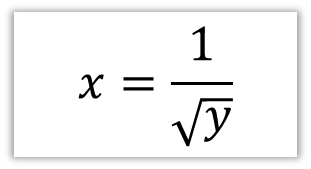 x = 1/√y